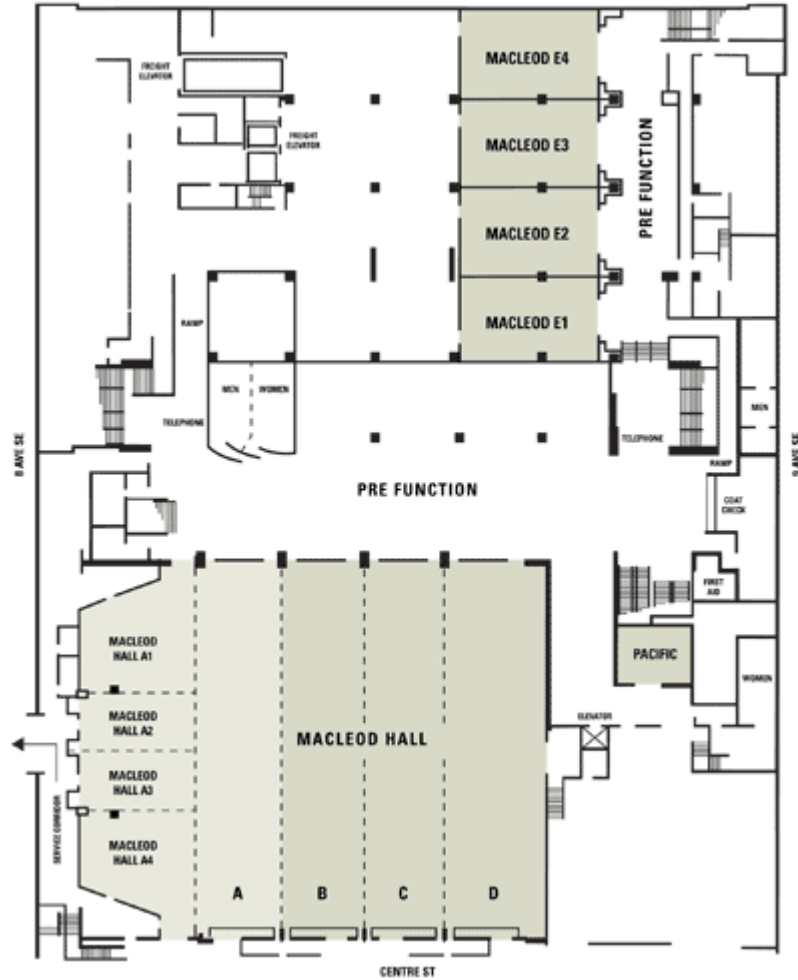 MACLEOD E4
FREIGHT
ELEVATOR
FREIGHT
ELEVATOR
MACLEOD E3
PRE FUNCTION
MACLEOD E2
MACLEOD E1
RAMP
MEN
WOMEN
TELEPHONE
MEN
TELEPHONE
8 AVE SE
9 AVE SE
RAMP
PRE FUNCTION
COAT
CHECK
FIRST
AID
MACLEOD
HALL A1
PACIFIC
WOMEN
MACLEOD
HALL A2
ELEVATOR
MACLEOD HALL
MACLEOD
HALL A3
SERVICE CORRIDOR
MACLEOD
HALL A4
A
B
C
D
CENTRE ST